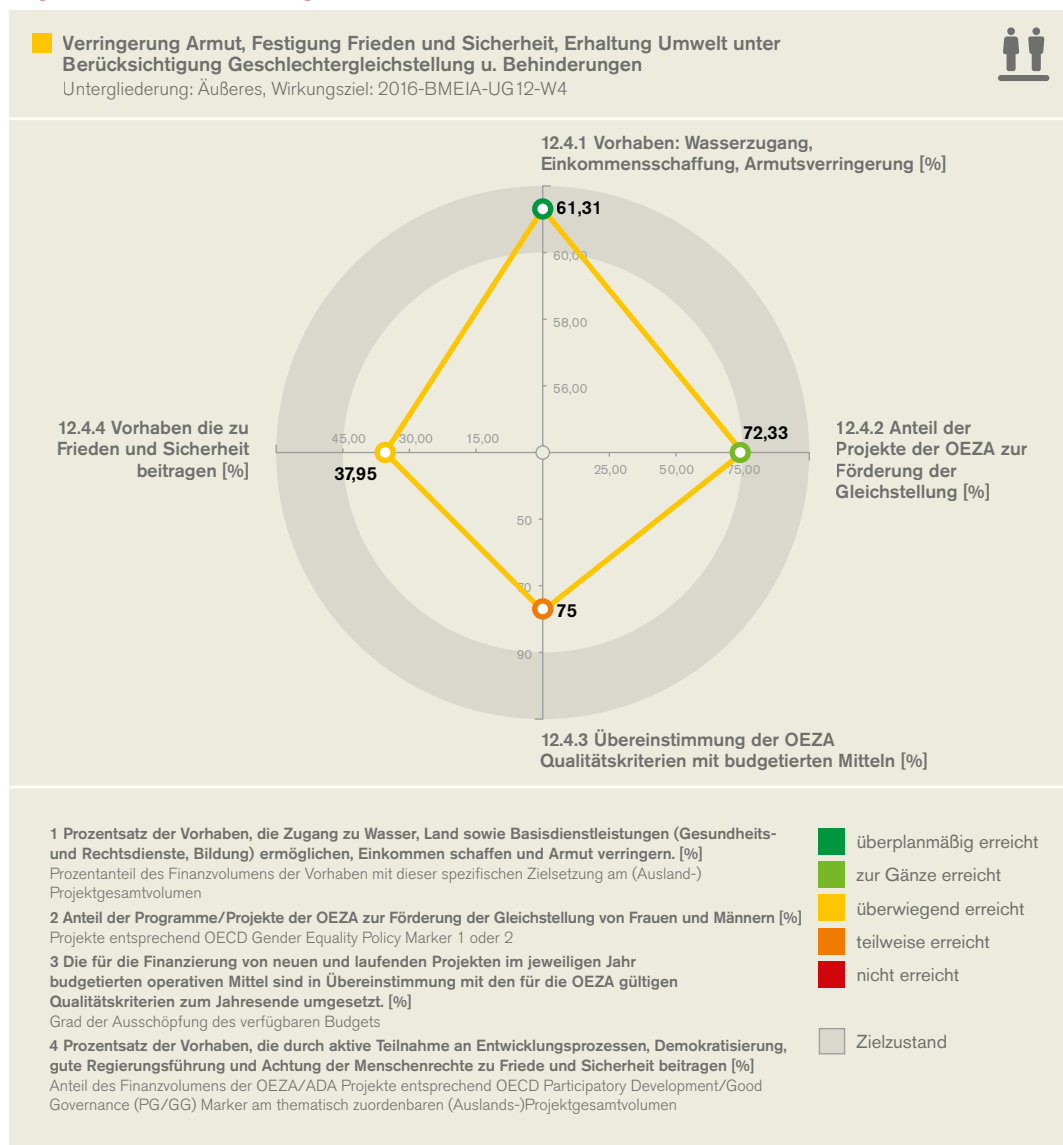 Verringerung Armut, Festigung Frieden und Sicherheit, Erhaltung Umwelt unter
Berücksichtigung Geschlechtergleichstellung u. Behinderungen
Untergliederung: Äußeres, Wirkungsziel: 2016-BMEIA-UG12-W4
12.4.1 Vorhaben: Wasserzugang,
Einkommensschaffung, Armutsverringerung [%]
61,31
60,00
58,00
56,00
12.4.4 Vorhaben die zu
Frieden und Sicherheit
beitragen [%]
45,00
30,00
15,00
37,95
72,33
25,00
50,00
75,00
12.4.2 Anteil der
Projekte der OEZA zur
Förderung der
Gleichstellung [%]
50
70
75
90
12.4.3 Übereinstimmung der OEZA
Qualitätskriterien mit budgetierten Mitteln [%]
1 Prozentsatz der Vorhaben, die Zugang zu Wasser, Land sowie Basisdienstleistungen (Gesundheits-
und Rechtsdienste, Bildung) ermöglichen, Einkommen schaffen und Armut verringern. [%]
Prozentanteil des Finanzvolumens der Vorhaben mit dieser spezifischen Zielsetzung am (Ausland-)
Projektgesamtvolumen
2 Anteil der Programme/Projekte der OEZA zur Förderung der Gleichstellung von Frauen und Männern [%]
Projekte entsprechend OECD Gender Equality Policy Marker 1 oder 2
3 Die für die Finanzierung von neuen und laufenden Projekten im jeweiligen Jahr
budgetierten operativen Mittel sind in Übereinstimmung mit den für die OEZA gültigen
Qualitätskriterien zum Jahresende umgesetzt. [%]
Grad der Ausschöpfung des verfügbaren Budgets
4 Prozentsatz der Vorhaben, die durch aktive Teilnahme an Entwicklungsprozessen, Demokratisierung,
gute Regierungsführung und Achtung der Menschenrechte zu Friede und Sicherheit beitragen [%]
Anteil des Finanzvolumens der OEZA/ADA Projekte entsprechend OECD Participatory Development/Good
Governance (PG/GG) Marker am thematisch zuordenbaren (Auslands-)Projektgesamtvolumen
überplanmäßig erreicht
zur Gänze erreicht
überwiegend erreicht
teilweise erreicht
nicht erreicht
Zielzustand